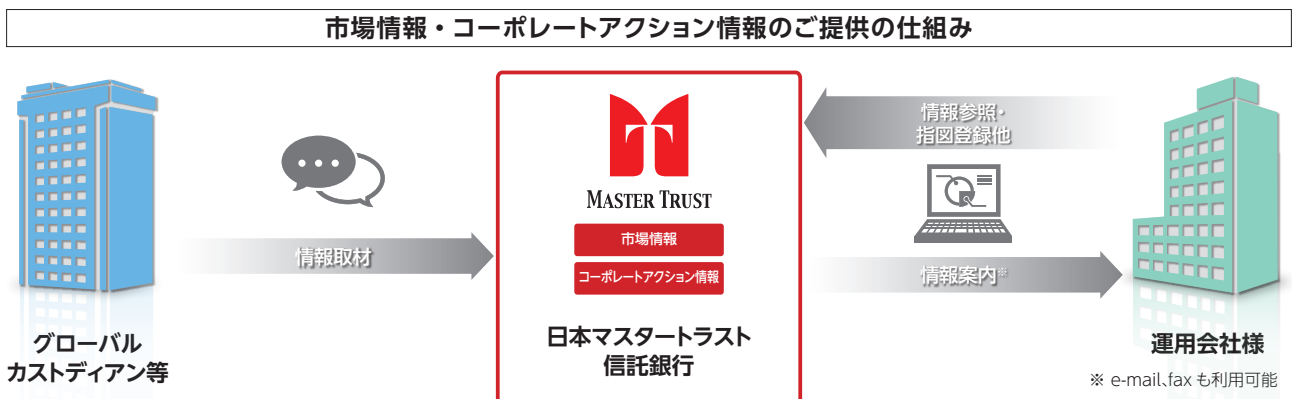 市場情報・コーポレートアクション情報のご提供の仕組み
情報取材
グローバル
カストディアン等
MASTER TRUST
市場情報
コーポレートアクション情報
日本マスタートラスト
信託銀行
情報参照・
指図登録他
情報案内※
運用会社様
※ e-mail、fax も利用可能